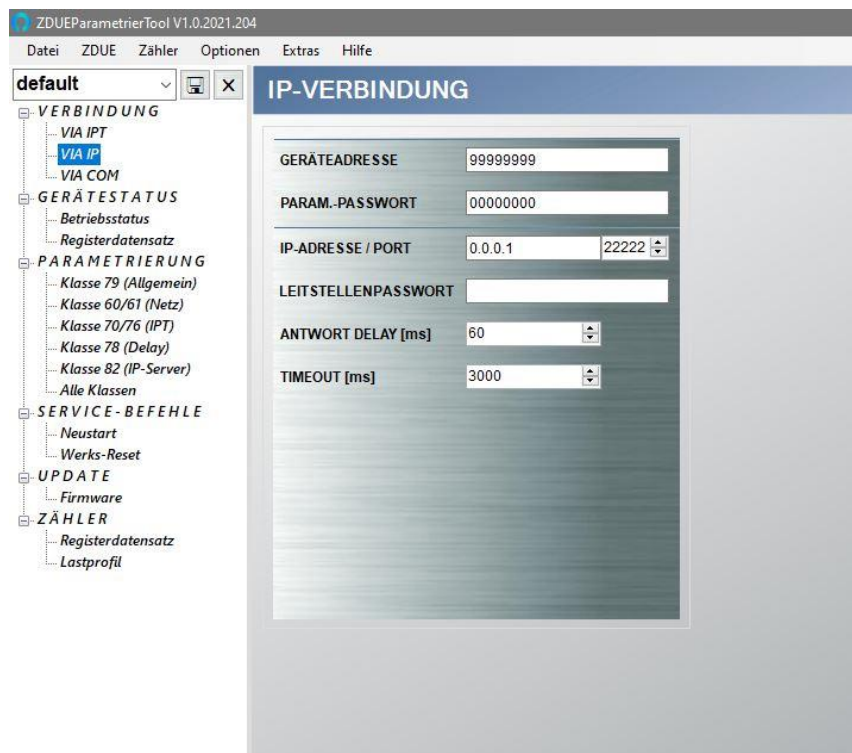 ZDUEParametrierTool V1.0.2021.204
Datei ZDUE Zähler Optionen Extras Hilfe
default
VERBINDUNG
VIA IPT
VIA IP
VIA COM
GERÄTESTATUS
Betriebsstatus
Registerdatensatz
PARAMETRIERUNG
Klasse 79 (Allgemein)
Klasse 60/61 (Netz)
Klasse 70/76 (IPT)
Klasse 78 (Delay)
Klasse 82 (IP-Server)
Alle Klassen
SERVICE-BEFEHLE
Neustart
Werks-Reset
UPDATE
Firmware
ZÄHLER
Registerdatensatz
Lastprofil
IP-VERBINDUNG
GERÄTEADRESSE 99999999
PARAM.-PASSWORT 00000000
IP-ADRESSE / PORT 0.0.0.1 22222
LEITSTELLENPASSWORT
ANTWORT DELAY [ms] 60
TIMEOUT [ms] 3000